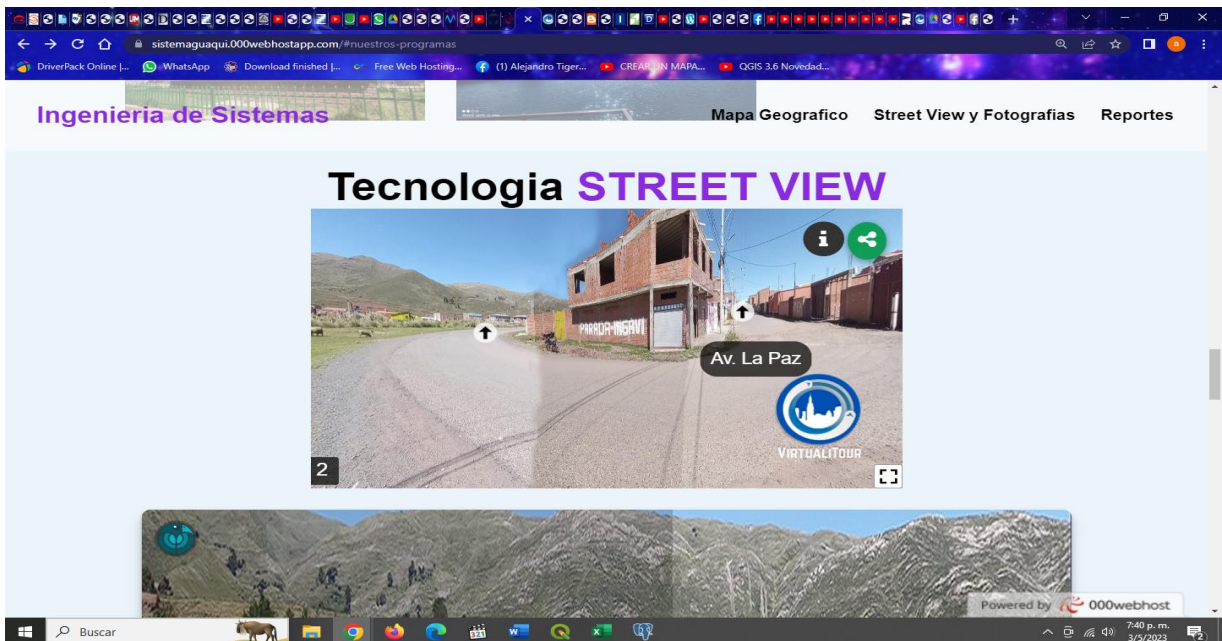 sistemaguaqui.000webhostapp.com/#nuestros-programas
DriverPack Online |... WhatsApp Download finished |... Free Web Hosting... (1) Alejandro Tiger... CREAR UN MAPA... QGIS 3.6 Novedad...
Ingenieria de Sistemas
Mapa Geografico Street View y Fotografias Reportes
Tecnologia STREET VIEW
PARADA-INGAVI
Av. La Paz
VIRTUALITOUR
2
Powered by 000webhost
Buscar
7:40 p. m.
3/5/2023